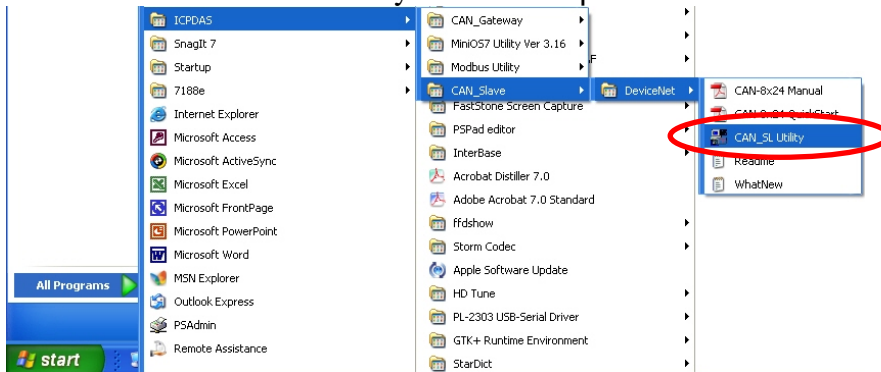 ICPDAS
SnagIt 7
Startup
7188e
Internet Explorer
Microsoft Access
Microsoft ActiveSync
Microsoft Excel
Microsoft FrontPage
Microsoft PowerPoint
Microsoft Word
MSN Explorer
Outlook Express
PSAdmin
Remote Assistance
All Programs
start
CAN_Gateway
MiniOS7 Utility Ver 3.16
Modbus Utility
CAN_Slave
FastStone Screen Capture
PSPad editor
InterBase
Acrobat Distiller 7.0
Adobe Acrobat 7.0 Standard
ffdshow
Storm Codec
Apple Software Update
HD Tune
PL-2303 USB-Serial Driver
GTK+ Runtime Environment
StarDict
DeviceNet
CAN-8x24 Manual
CAN-8x24 QuickStart
CAN_SL Utility
Readme
WhatNew